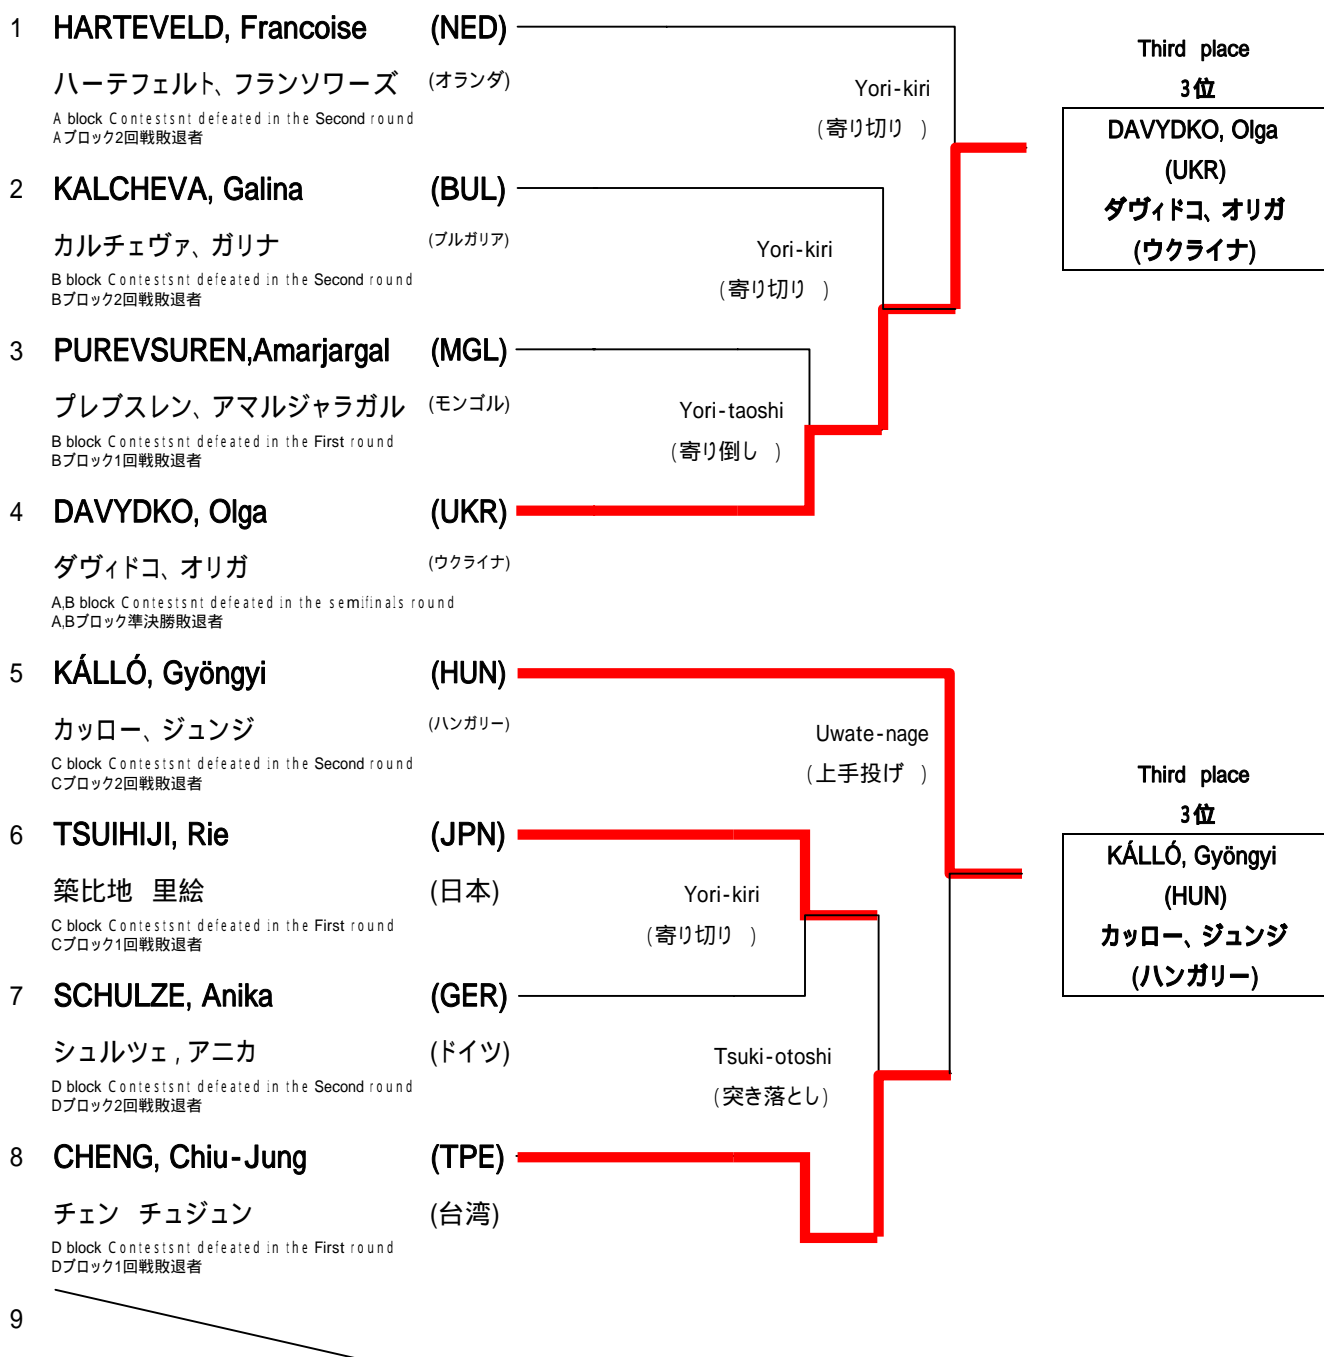 1 HARTEVELD, Francoise (NED)
ハーテフェルト、フランソワーズ (オランダ)
A block Contestsnt defeated in the Second round
Aブロック2回戦敗退者
Yori-kiri
(寄り切り )
Third place
3位
DAVYDKO, Olga
(UKR)
ダヴィドコ、オリガ
(ウクライナ)
2 KALCHEVA, Galina (BUL)
カルチェヴァ、ガリナ (ブルガリア)
B block Contestsnt defeated in the Second round
Bブロック2回戦敗退者
Yori-kiri
(寄り切り )
3 PUREVSUREN,Amarjargal (MGL)
プレブスレン、アマルジャラガル (モンゴル)
B block Contestsnt defeated in the First round
Bブロック1回戦敗退者
Yori-taoshi
(寄り倒し )
4 DAVYDKO, Olga (UKR)
ダヴィドコ、オリガ (ウクライナ)
A,B block Contestsnt defeated in the semifinals round
A,Bブロック準決勝敗退者
5 KÁLLÓ, Gyöngyi (HUN)
カッロー、ジュンジ (ハンガリー)
C block Contestsnt defeated in the Second round
Cブロック2回戦敗退者
Uwate-nage
(上手投げ )
Third place
3位
KÁLLÓ, Gyöngyi
(HUN)
カッロー、ジュンジ
(ハンガリー)
6 TSUIHIJI, Rie (JPN)
築比地 里絵 (日本)
C block Contestsnt defeated in the First round
Cブロック1回戦敗退者
Yori-kiri
(寄り切り )
7 SCHULZE, Anika (GER)
シュルツェ , アニカ (ドイツ)
D block Contestsnt defeated in the Second round
Dブロック2回戦敗退者
Tsuki-otoshi
(突き落とし)
8 CHENG, Chiu-Jung (TPE)
チェン チュジュン (台湾)
D block Contestsnt defeated in the First round
Dブロック1回戦敗退者
9